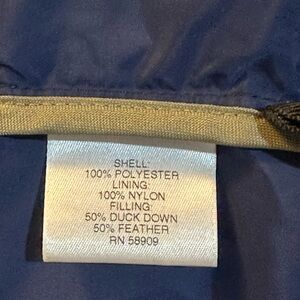 SHELL:
100% POLYESTER
LINING:
100% NYLON
FILLING:
50% DUCK DOWN
50% FEATHER
RN 58909